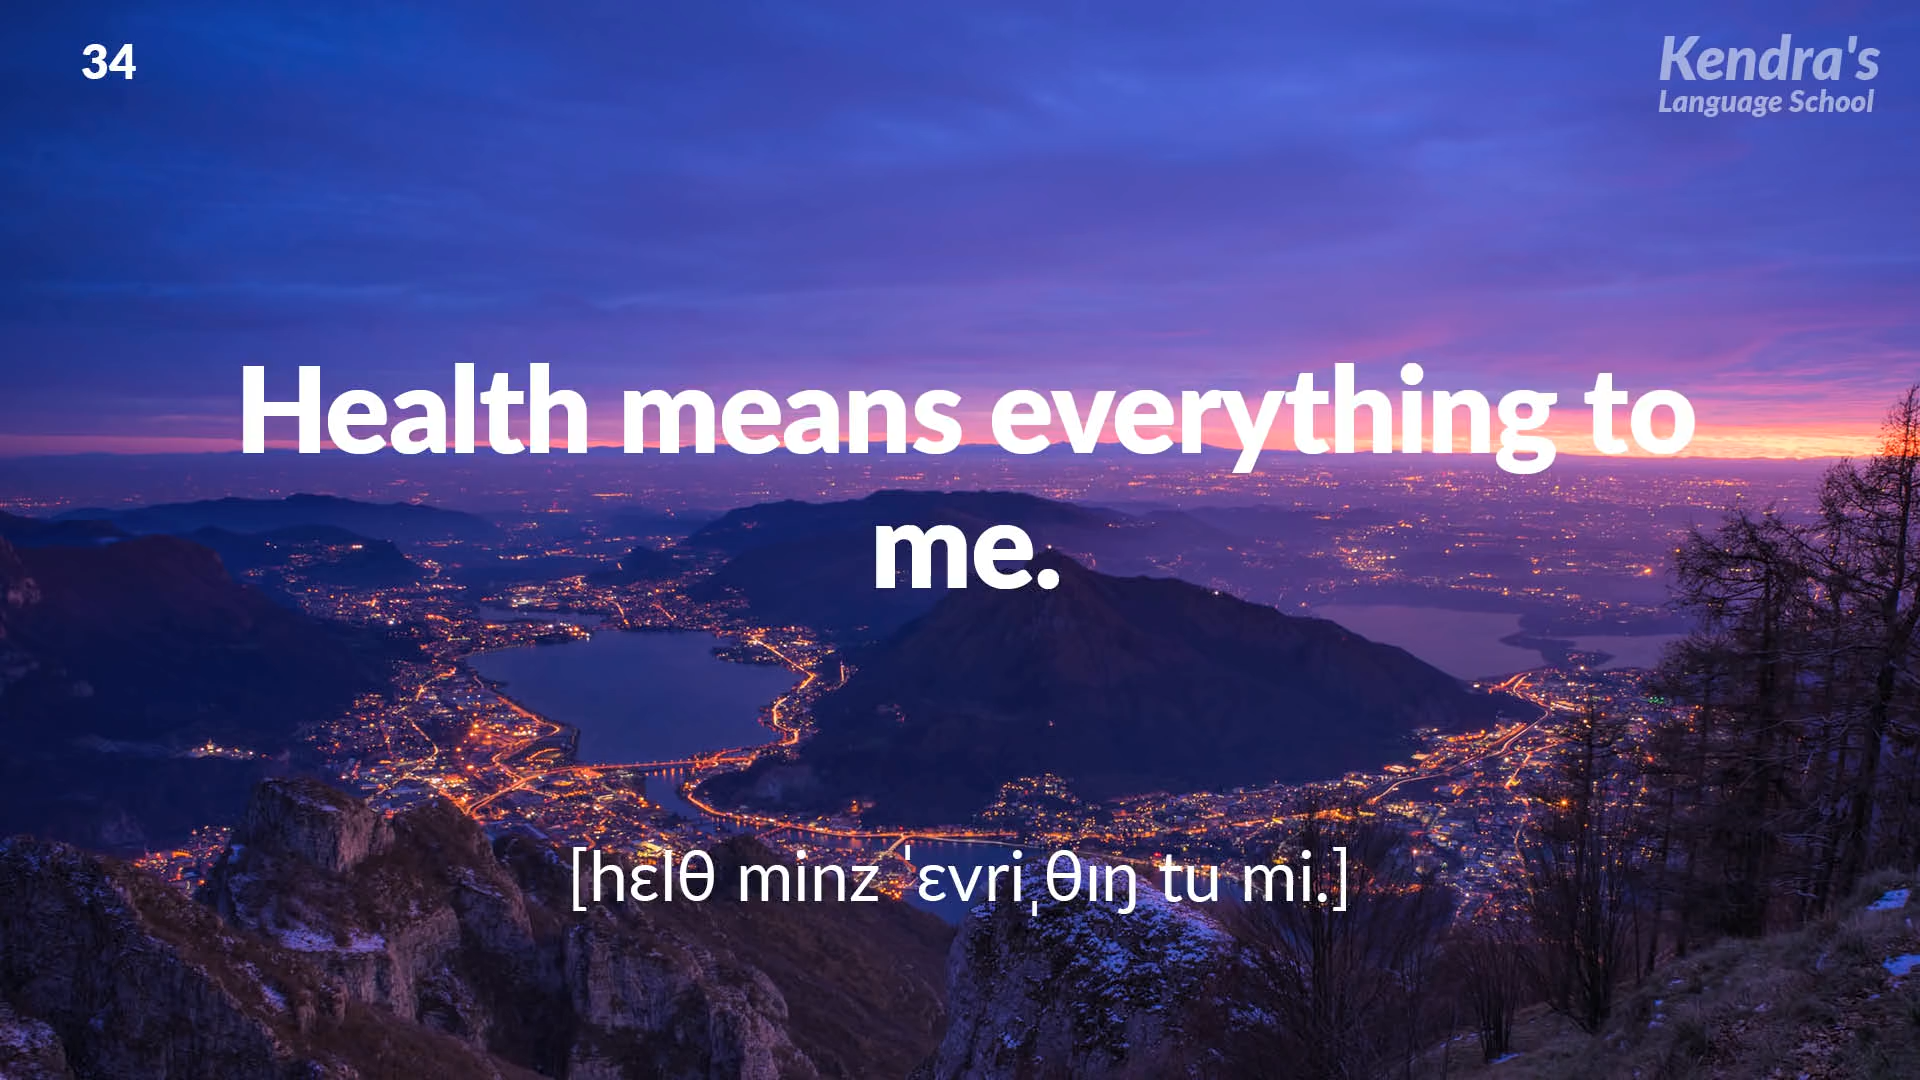 34
Kendra's
Language School
Health means everything to
me.
[hɛlθ minz ˈɛvriˌθɪŋ tu mi.]